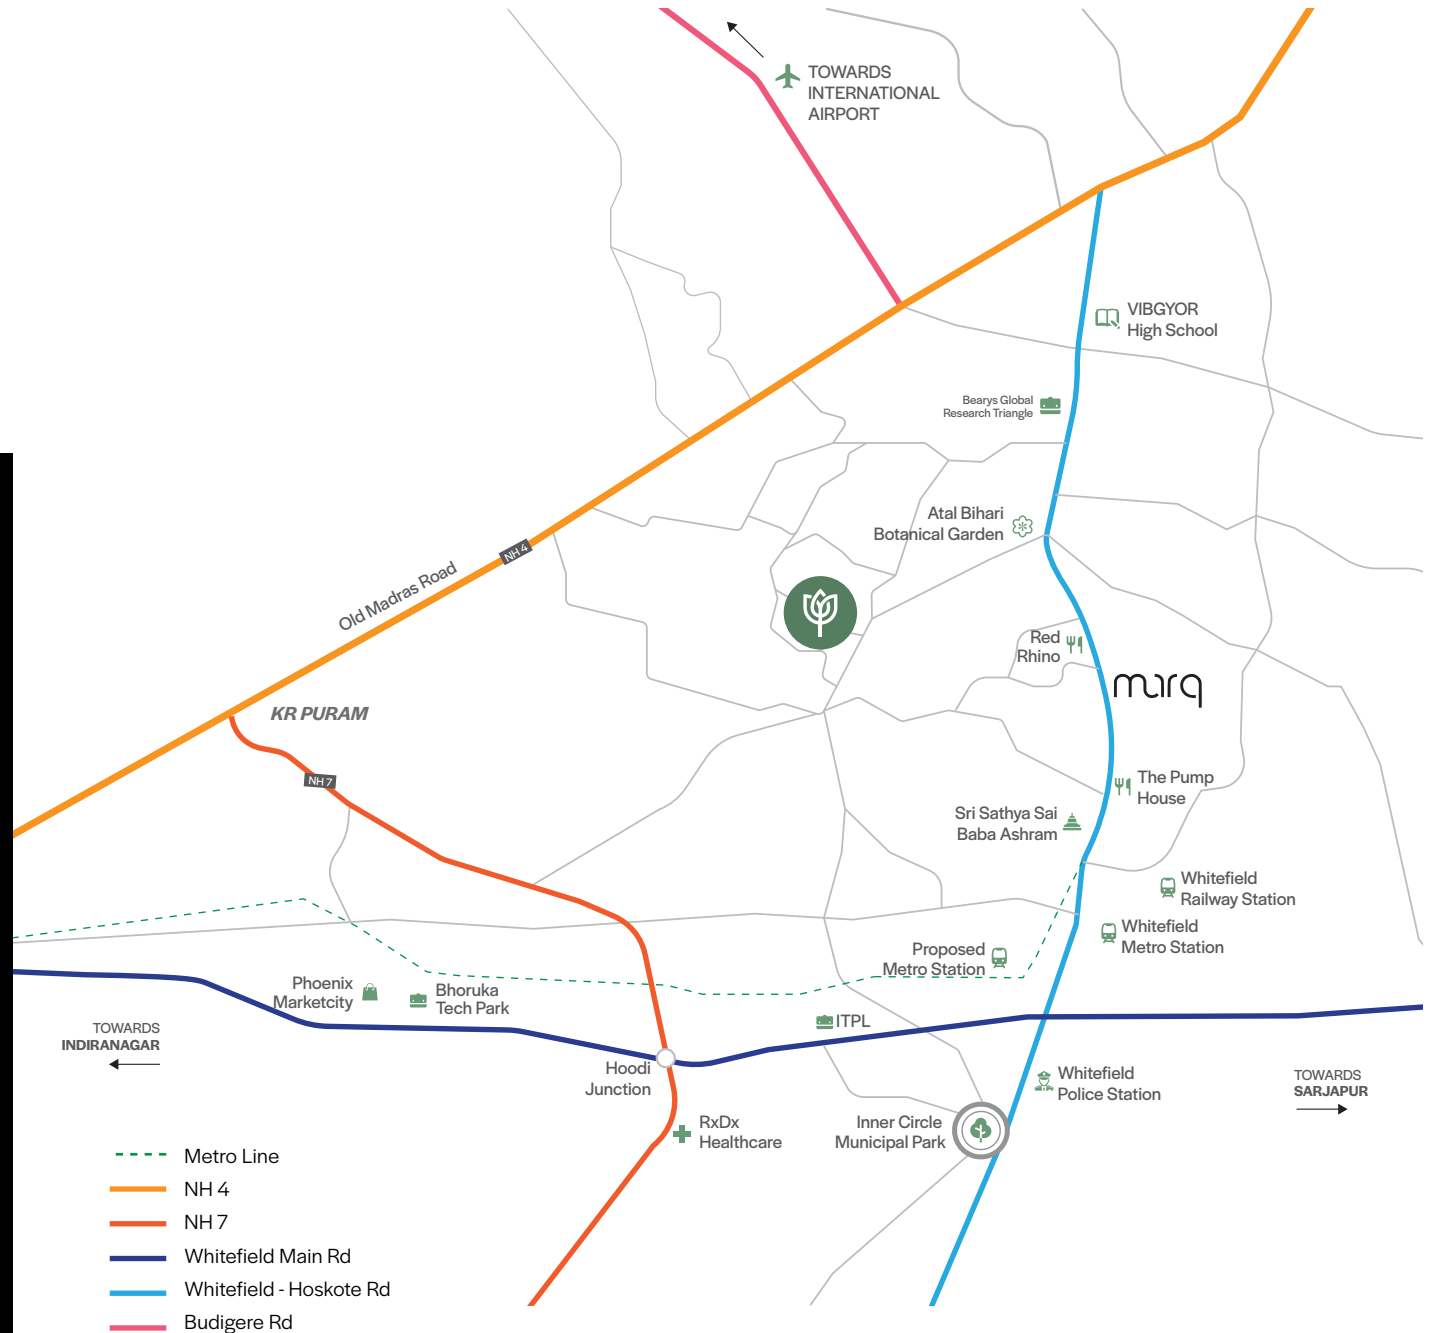 TOWARDS
INTERNATIONAL
AIRPORT
VIBGYOR
High School
Bearys Global
Research Triangle
Atal Bihari
Botanical Garden
NH 4
Old Madras Road
Red
Rhino
marq
KR PURAM
NH 7
The Pump
House
Sri Sathya Sai
Baba Ashram
Whitefield
Railway Station
Whitefield
Metro Station
Proposed
Metro Station
Phoenix
Marketcity
Bhoruka
Tech Park
ITPL
TOWARDS
INDIRANAGAR
Hoodi
Junction
Whitefield
Police Station
TOWARDS
SARJAPUR
RxDx
Healthcare
Inner Circle
Municipal Park
Metro Line
NH 4
NH 7
Whitefield Main Rd
Whitefield - Hoskote Rd
Budigere Rd